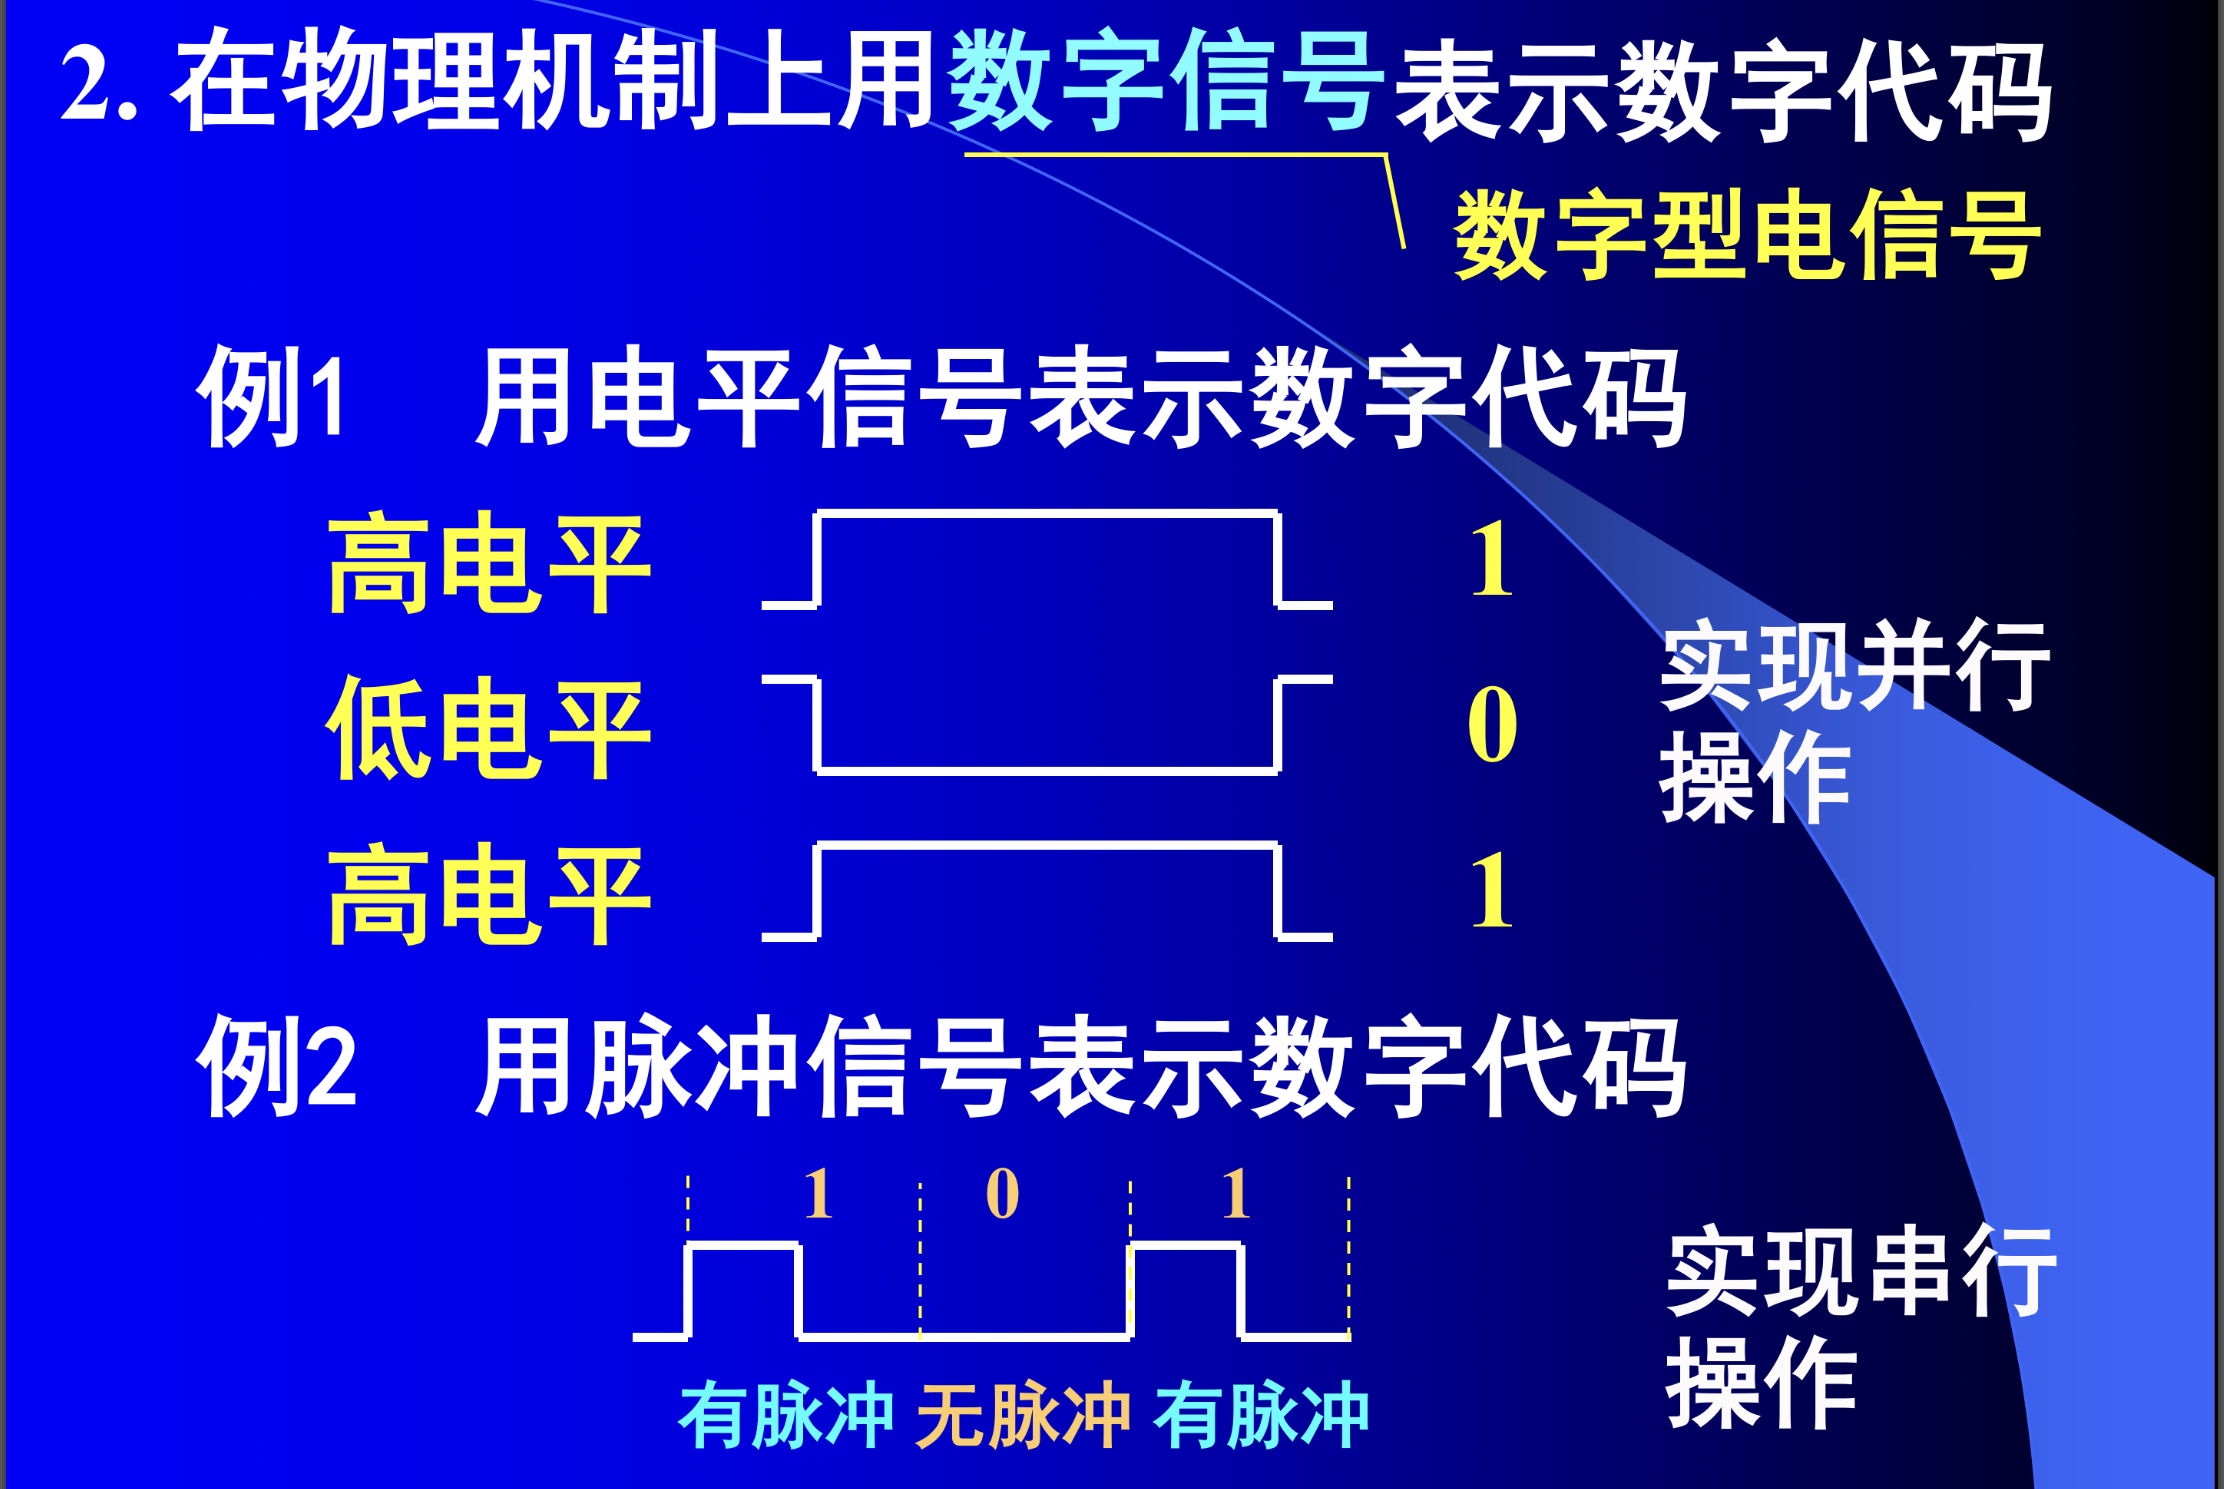 2. 在物理机制上用数字信号表示数字代码
数字型电信号
例1 用电平信号表示数字代码
高电平 1
低电平 0
实现并行
操作
高电平 1
例2 用脉冲信号表示数字代码
1 0 1
实现串行
操作
有脉冲 无脉冲 有脉冲